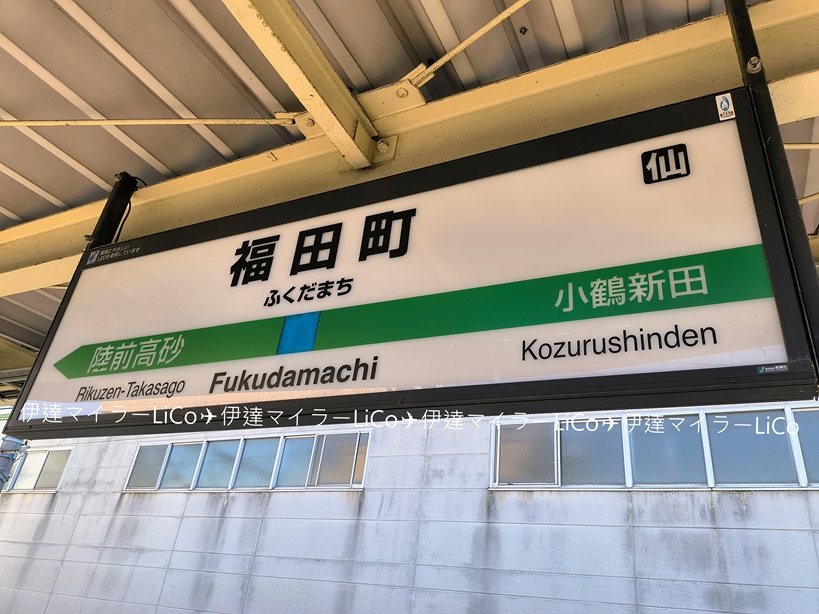 仙
福田町
ふくだまち
陸前高砂
小鶴新田
Rikuzen-Takasago
Fukudamachi
Kozurushinden
伊達マイラーLiCo✈伊達マイラーLiCo✈伊達マイラーLiCo✈伊達マイラーLiCo